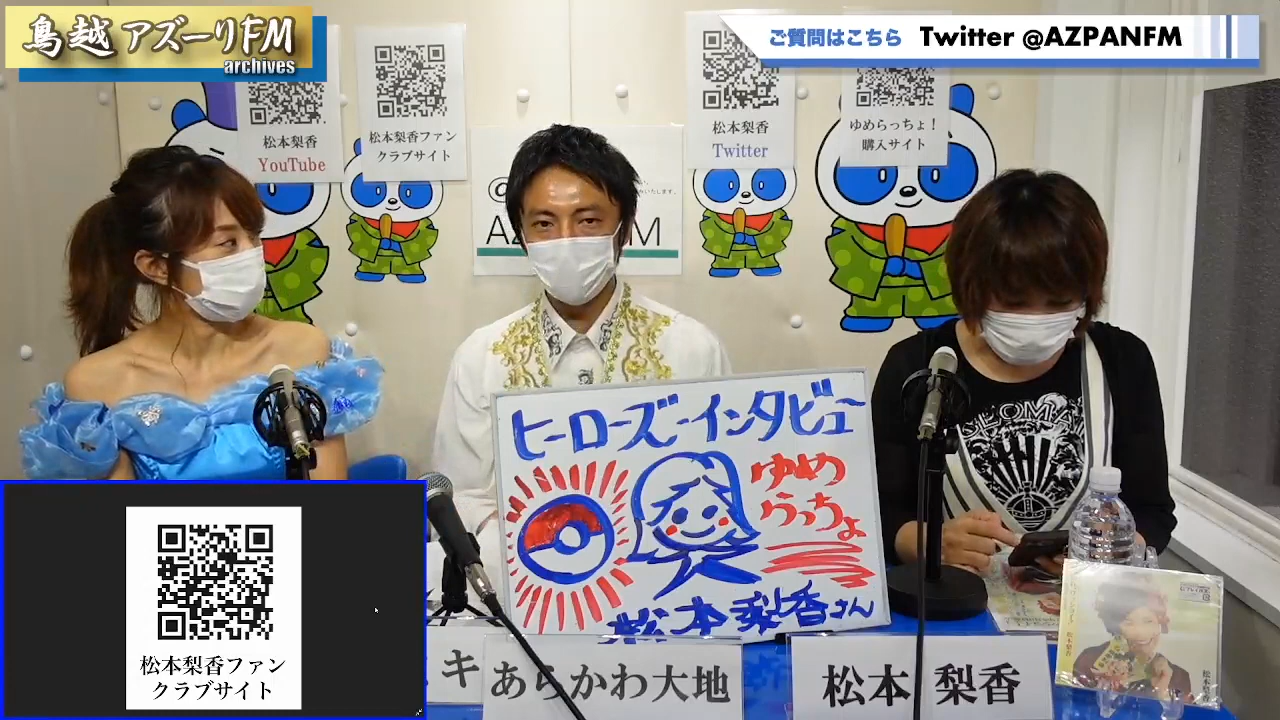 鳥越 アズーリFM
archives
ご質問はこちら Twitter @AZPANFM
松本梨香
YouTube
松本梨香ファン
クラブサイト
松本梨香
Twitter
ゆめらっちょ！
購入サイト
ヒーローズ-インタビュー
ゆめ
らっちょ
松本梨香さん
松本梨香ファン
クラブサイト
キ
あらかわ大地
松本 梨香
松本梨香